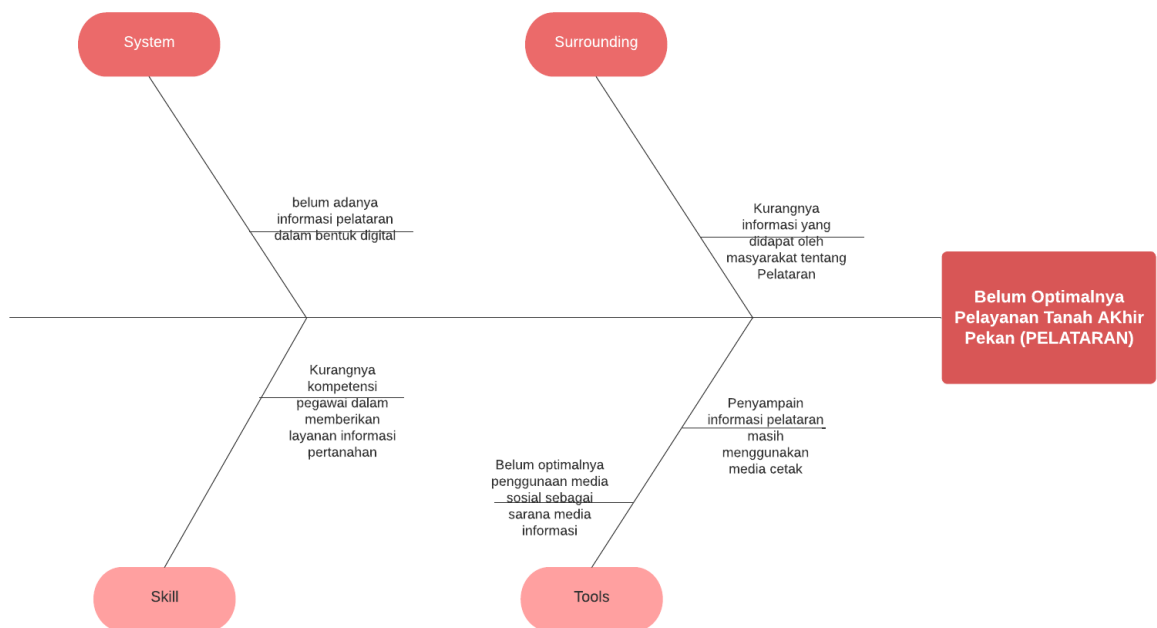 System
Surrounding
belum adanya
informasi pelataran
dalam bentuk digital
Kurangnya
informasi yang
didapat oleh
masyarakat tentang
Pelataran
Belum Optimalnya
Pelayanan Tanah AKhir
Pekan (PELATARAN)
Kurangnya
kompetensi
pegawai dalam
memberikan
layanan informasi
pertanahan
Penyampain
informasi pelataran
masih
menggunakan
media cetak
Belum optimalnya
penggunaan media
sosial sebagai
sarana media
informasi
Skill
Tools